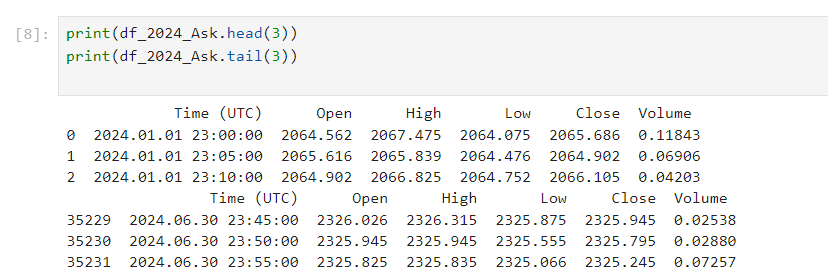 [8]: print(df_2024_Ask.head(3))
print(df_2024_Ask.tail(3))
Time (UTC) Open High Low Close Volume
0 2024.01.01 23:00:00 2064.562 2067.475 2064.075 2065.686 0.11843
1 2024.01.01 23:05:00 2065.616 2065.839 2064.476 2064.902 0.06906
2 2024.01.01 23:10:00 2064.902 2066.825 2064.752 2066.105 0.04203
Time (UTC) Open High Low Close Volume
35229 2024.06.30 23:45:00 2326.026 2326.315 2325.875 2325.945 0.02538
35230 2024.06.30 23:50:00 2325.945 2325.945 2325.555 2325.795 0.02880
35231 2024.06.30 23:55:00 2325.825 2325.835 2325.066 2325.245 0.07257